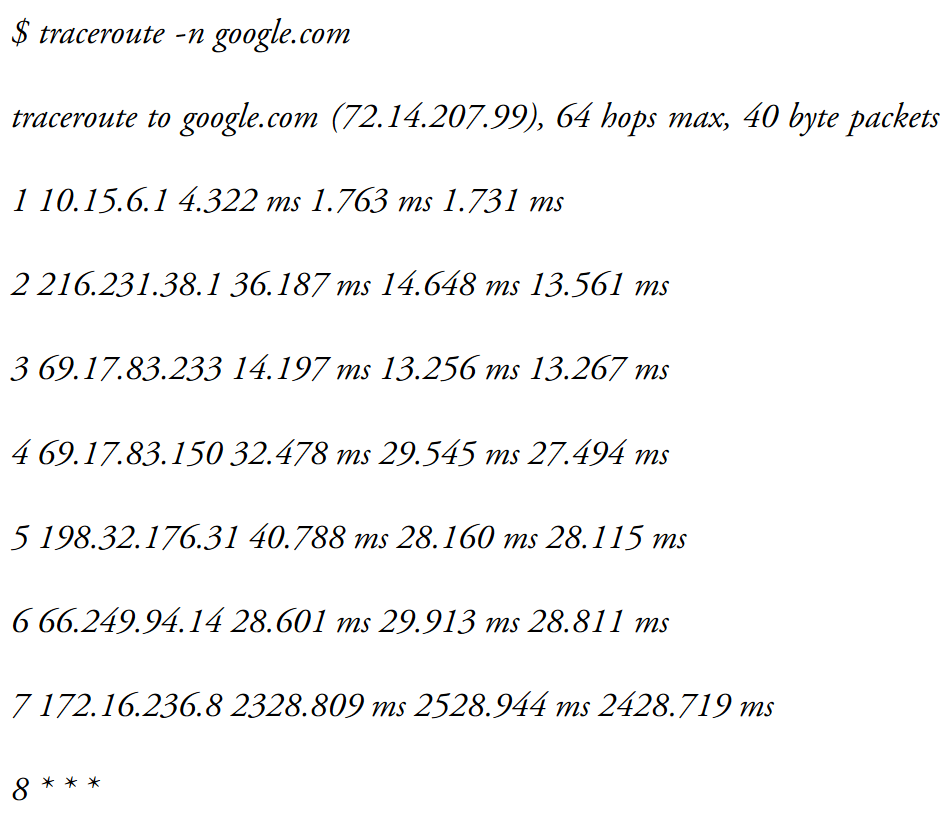 $ traceroute -n google.com
traceroute to google.com (72.14.207.99), 64 hops max, 40 byte packets
1 10.15.6.1 4.322 ms 1.763 ms 1.731 ms
2 216.231.38.1 36.187 ms 14.648 ms 13.561 ms
3 69.17.83.233 14.197 ms 13.256 ms 13.267 ms
4 69.17.83.150 32.478 ms 29.545 ms 27.494 ms
5 198.32.176.31 40.788 ms 28.160 ms 28.115 ms
6 66.249.94.14 28.601 ms 29.913 ms 28.811 ms
7 172.16.236.8 2328.809 ms 2528.944 ms 2428.719 ms
8 * * *